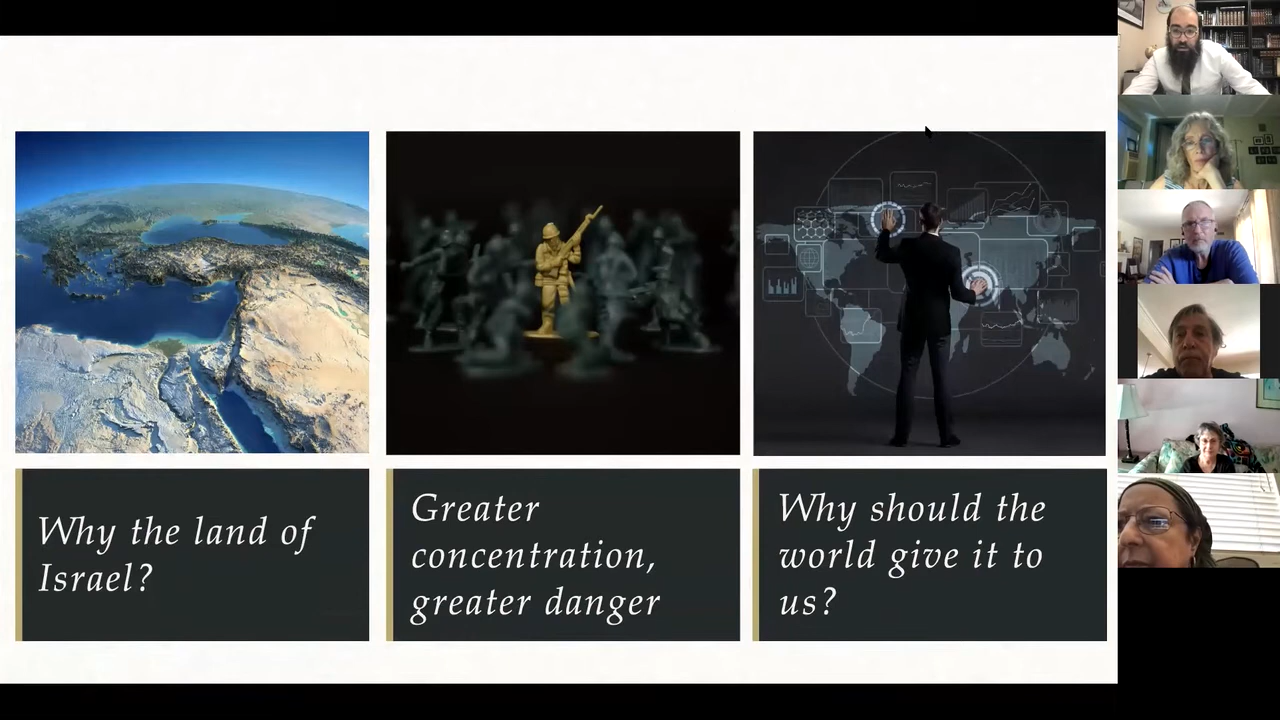 Why the land of
Israel?
Greater
concentration,
greater danger
Why should the
world give it to
us?